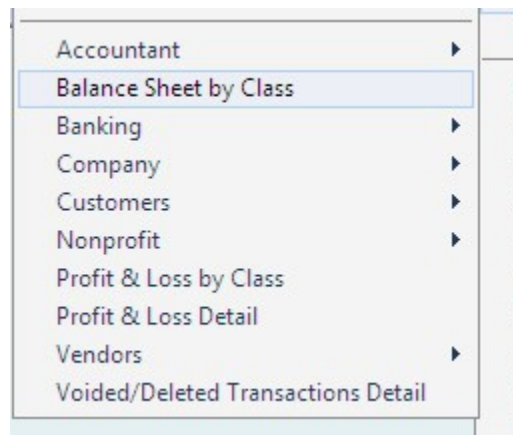 Accountant
Balance Sheet by Class
Banking
Company
Customers
Nonprofit
Profit & Loss by Class
Profit & Loss Detail
Vendors
Voided/Deleted Transactions Detail